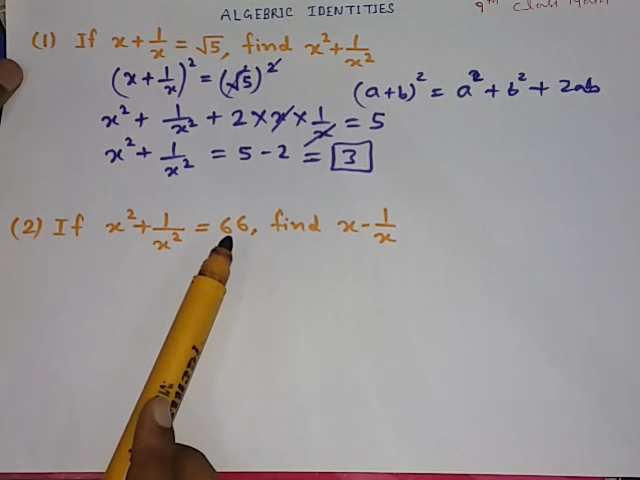 ALGEBRIC IDENTITIES
9th class
(1) If x + 1/x = √5, find x² + 1/x²
(x + 1/x)² = (√5)²
(a+b)² = a² + b² + 2ab
x² + 1/x² + 2 × x × 1/x = 5
x² + 1/x² = 5 - 2 = 3
(2) If x² + 1/x² = 66, find x - 1/x